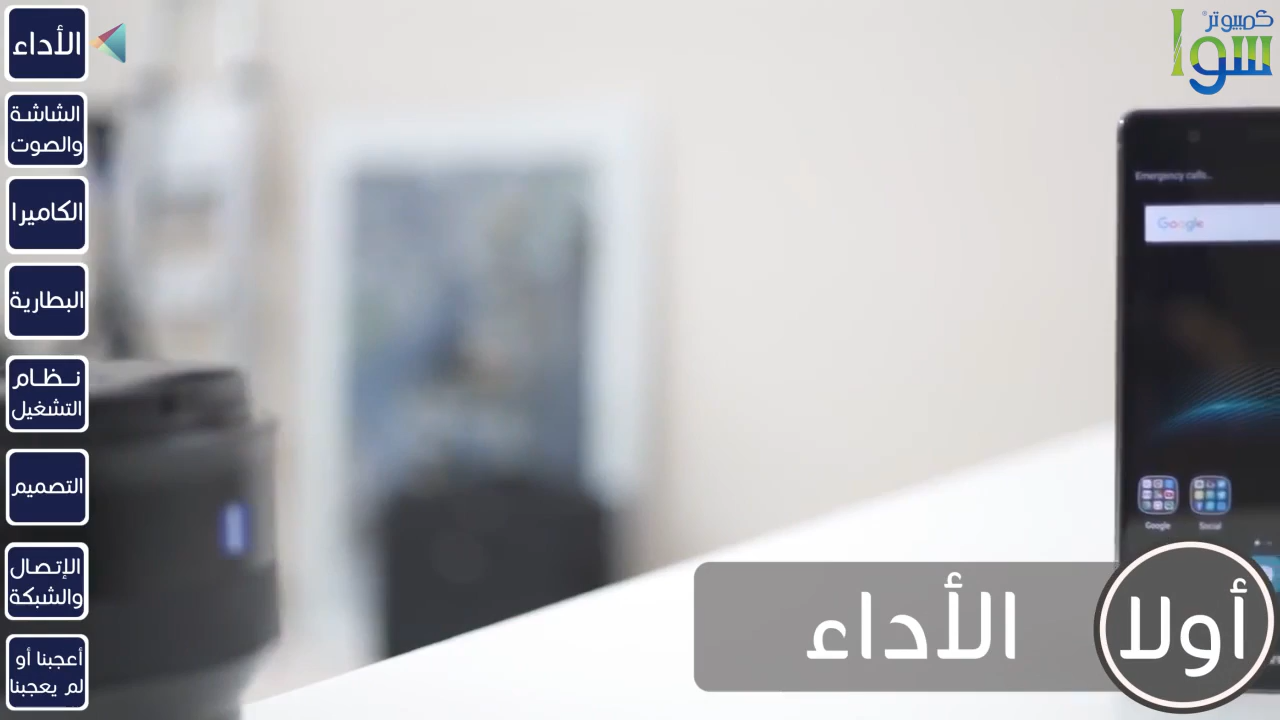 كمبيوتر
سوا
الأداء
الشاشة
والصوت
الكاميرا
البطارية
نـظـام
التشغيل
التصميم
الإتصال
والشبكة
أعجبنا أو
لم يعجبنا
Emergency calls...
Google
Google
Social
أولا
الأداء